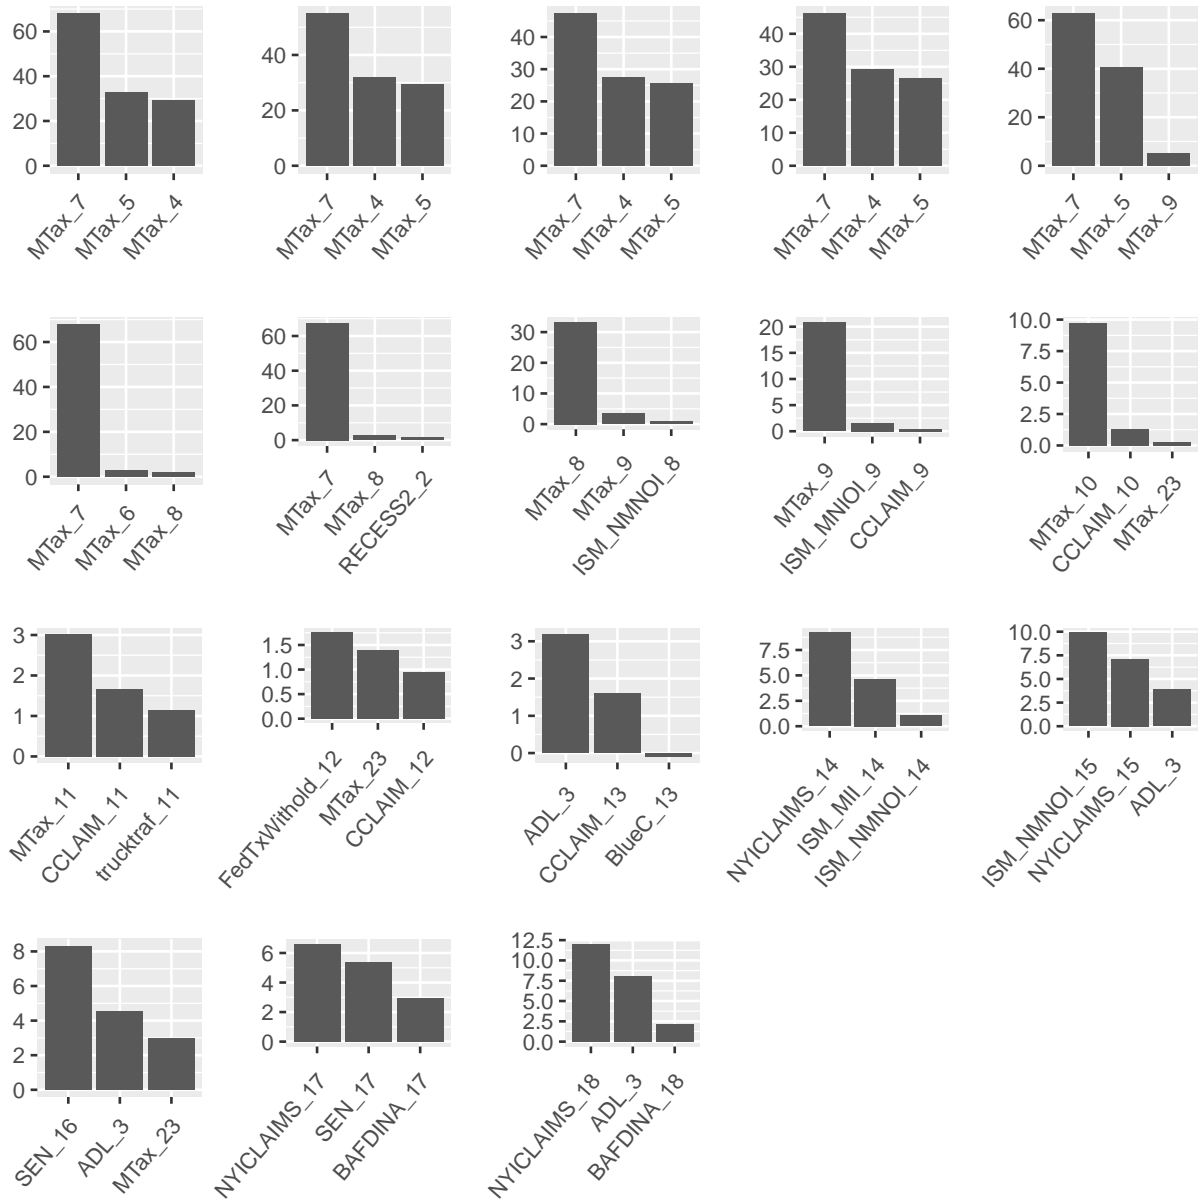 60
40
20
0
MTax_7
MTax_5
MTax_4
40
20
0
MTax_7
MTax_4
MTax_5
40
30
20
10
0
MTax_7
MTax_4
MTax_5
40
30
20
10
0
MTax_7
MTax_4
MTax_5
60
40
20
0
MTax_7
MTax_5
MTax_9
60
40
20
0
MTax_7
MTax_6
MTax_8
60
40
20
0
MTax_7
MTax_8
RECESS2_2
30
20
10
0
MTax_8
MTax_9
ISM_NMNOI_8
20
15
10
5
0
MTax_9
ISM_MNIOI_9
CCLAIM_9
10.0
7.5
5.0
2.5
0.0
MTax_10
CCLAIM_10
MTax_23
3
2
1
0
MTax_11
CCLAIM_11
trucktraf_11
1.5
1.0
0.5
0.0
FedTxWithold_12
MTax_23
CCLAIM_12
3
2
1
0
ADL_3
CCLAIM_13
BlueC_13
7.5
5.0
2.5
0.0
NYICLAIMS_14
ISM_MII_14
ISM_NMNOI_14
10.0
7.5
5.0
2.5
0.0
ISM_NMNOI_15
NYICLAIMS_15
ADL_3
8
6
4
2
0
SEN_16
ADL_3
MTax_23
6
4
2
0
NYICLAIMS_17
SEN_17
BAFDINA_17
12.5
10.0
7.5
5.0
2.5
0.0
NYICLAIMS_18
ADL_3
BAFDINA_18